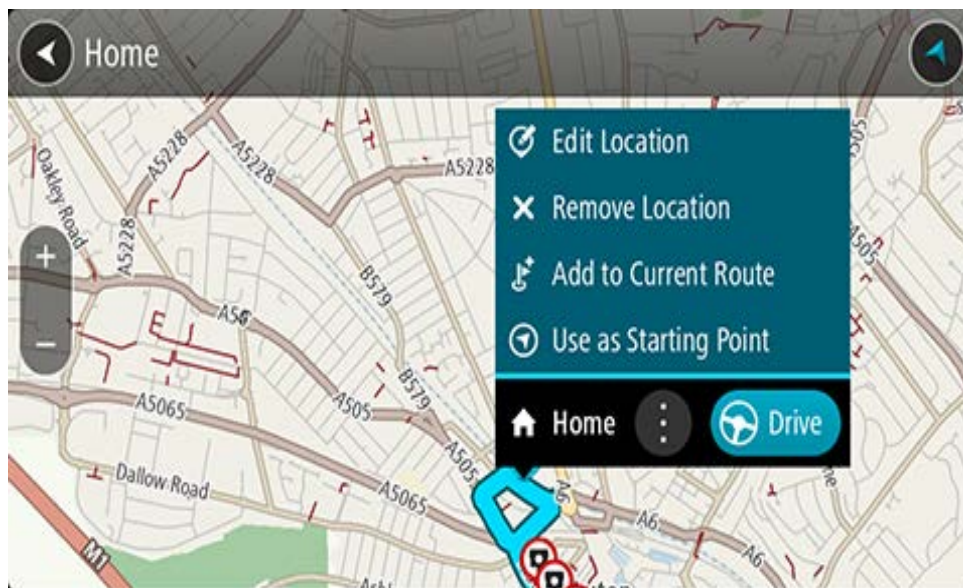 Home
A5228
A5228
A5228
A5228
Oakley Road
A505
A505
Edit Location
Remove Location
Add to Current Route
Use as Starting Point
B579
B579
A505
A505
A5065
A5065
Home
Drive
Dallow Road
A6
A6
A6
M1